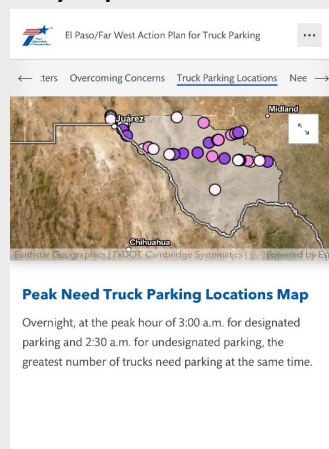 El Paso/Far West Action Plan for Truck Parking
...
← :ters Overcoming Concerns Truck Parking Locations Nee →
Midland
Juárez
Chihuahua
Earthstar Geographics | TxDOT, Cambridge Systematics | Powered by Es
Peak Need Truck Parking Locations Map
Overnight, at the peak hour of 3:00 a.m. for designated
parking and 2:30 a.m. for undesignated parking, the
greatest number of trucks need parking at the same time.